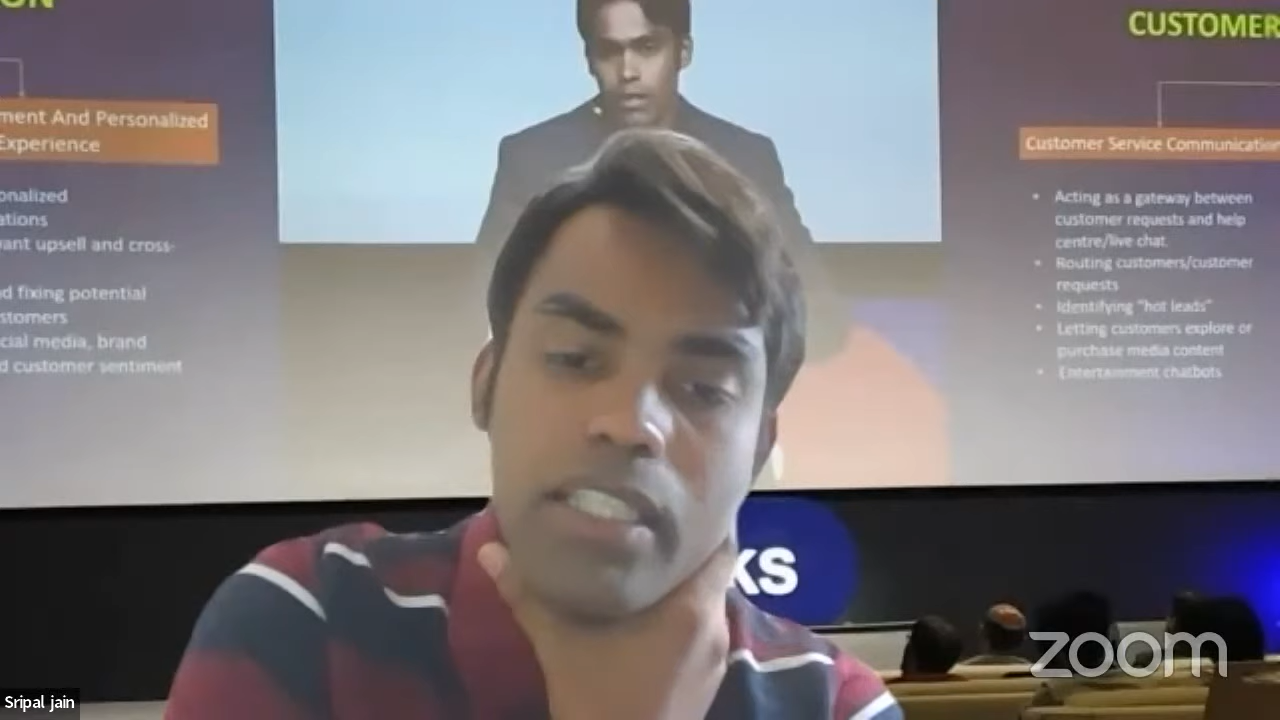 ON
CUSTOMER
ment And Personalized
Experience
Customer Service Communication
onalized
ations
vant upsell and cross-
d fixing potential
stomers
cial media, brand
d customer sentiment
• Acting as a gateway between
customer requests and help
centre/live chat.
• Routing customers/customer
requests
• Identifying "hot leads"
• Letting customers explore or
purchase media content
• Entertainment chatbots
KS
zoom
Sripal jain